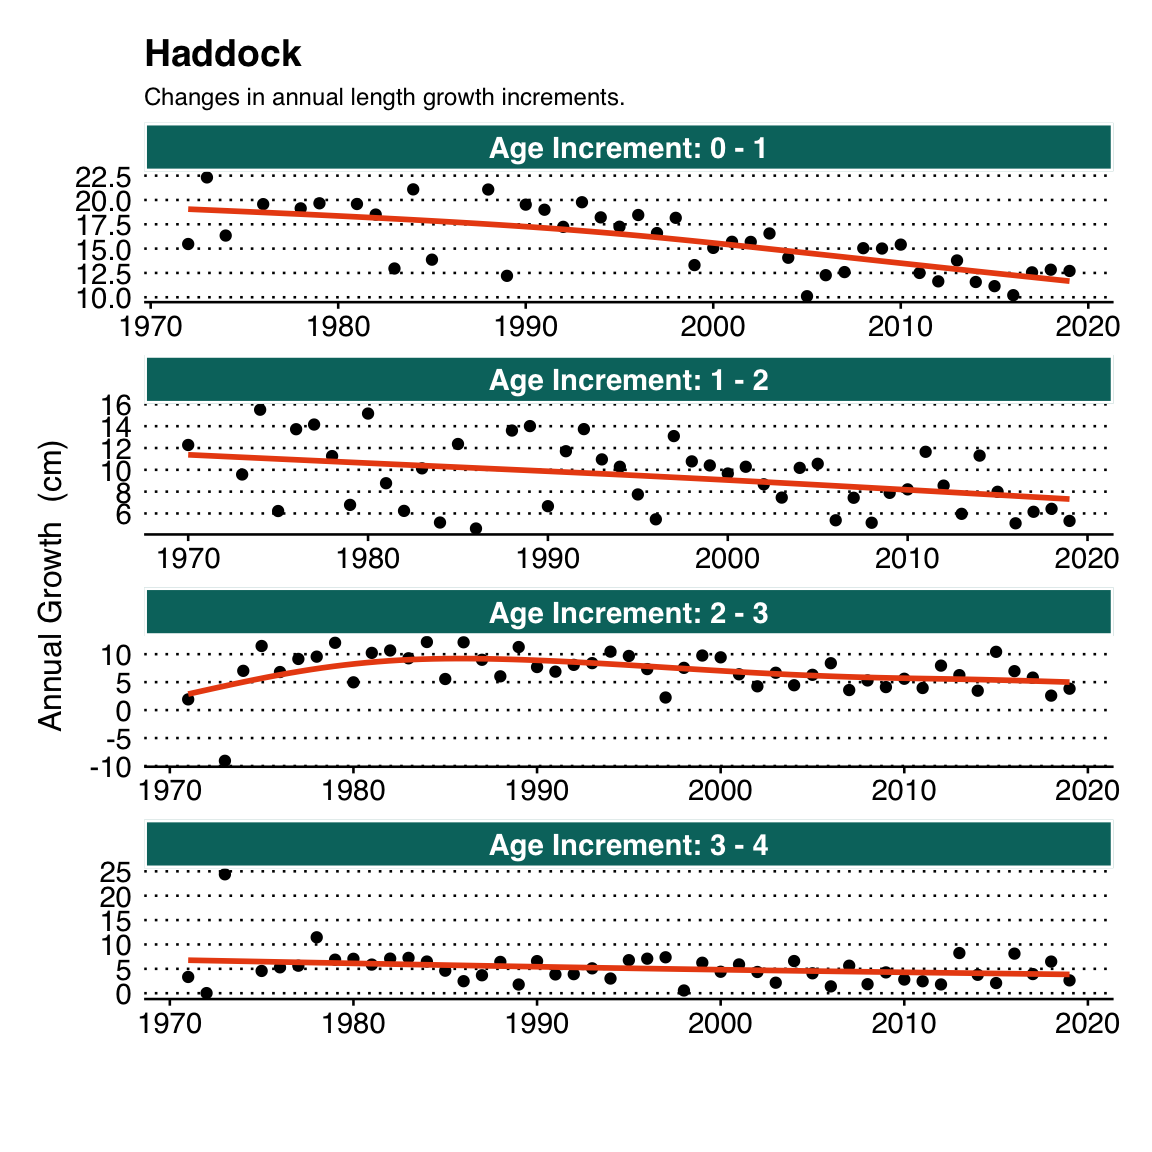 Haddock
Changes in annual length growth increments.
Annual Growth (cm)
Age Increment: 0 - 1
22.5
20.0
17.5
15.0
12.5
10.0
1970 1980 1990 2000 2010 2020
Age Increment: 1 - 2
16
14
12
10
8
6
1970 1980 1990 2000 2010 2020
Age Increment: 2 - 3
10
5
0
-5
-10
1970 1980 1990 2000 2010 2020
Age Increment: 3 - 4
25
20
15
10
5
0
1970 1980 1990 2000 2010 2020